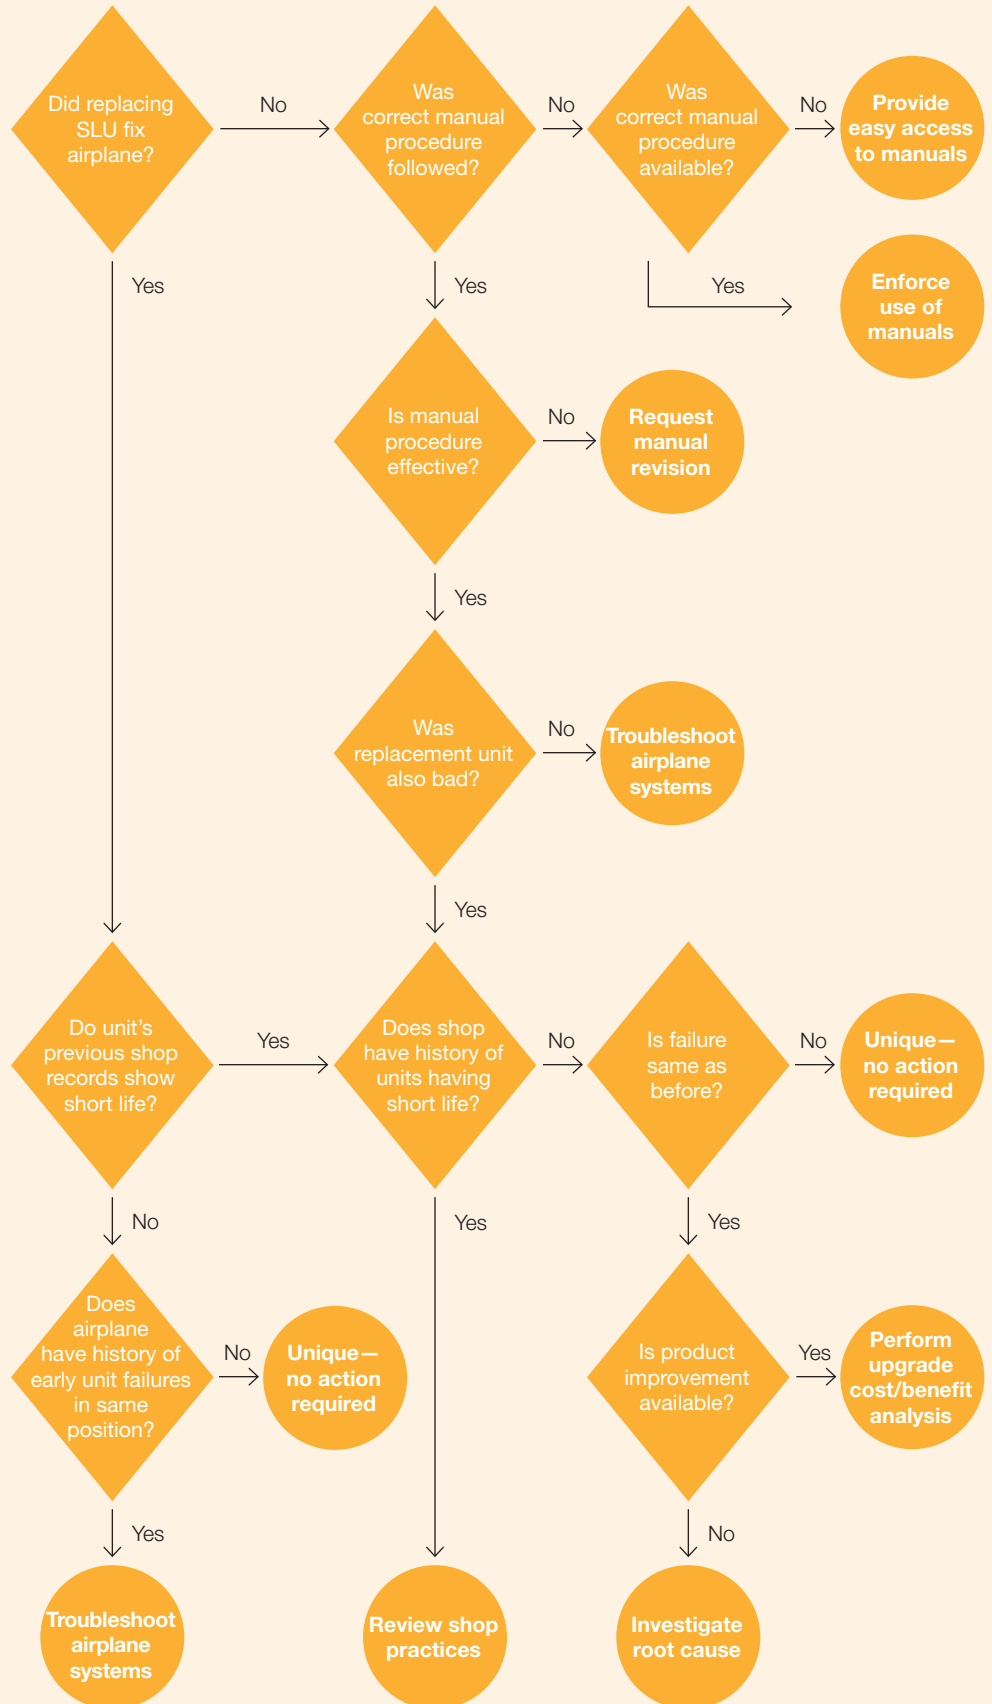 Did replacing
SLU fix
airplane?
No
Was
correct manual
procedure
followed?
No
Was
correct manual
procedure
available?
No
Provide
easy access
to manuals
Yes
Yes
Yes
Enforce
use of
manuals
Is manual
procedure
effective?
No
Request
manual
revision
Yes
Was
replacement unit
also bad?
No
Troubleshoot
airplane
systems
Yes
Do unit's
previous shop
records show
short life?
Yes
Does shop
have history of
units having
short life?
No
Is failure
same as
before?
No
Unique—
no action
required
No
Yes
Yes
Does
airplane
have history of
early unit failures
in same
position?
No
Unique—
no action
required
Is product
improvement
available?
Yes
Perform
upgrade
cost/benefit
analysis
Yes
No
Troubleshoot
airplane
systems
Review shop
practices
Investigate
root cause